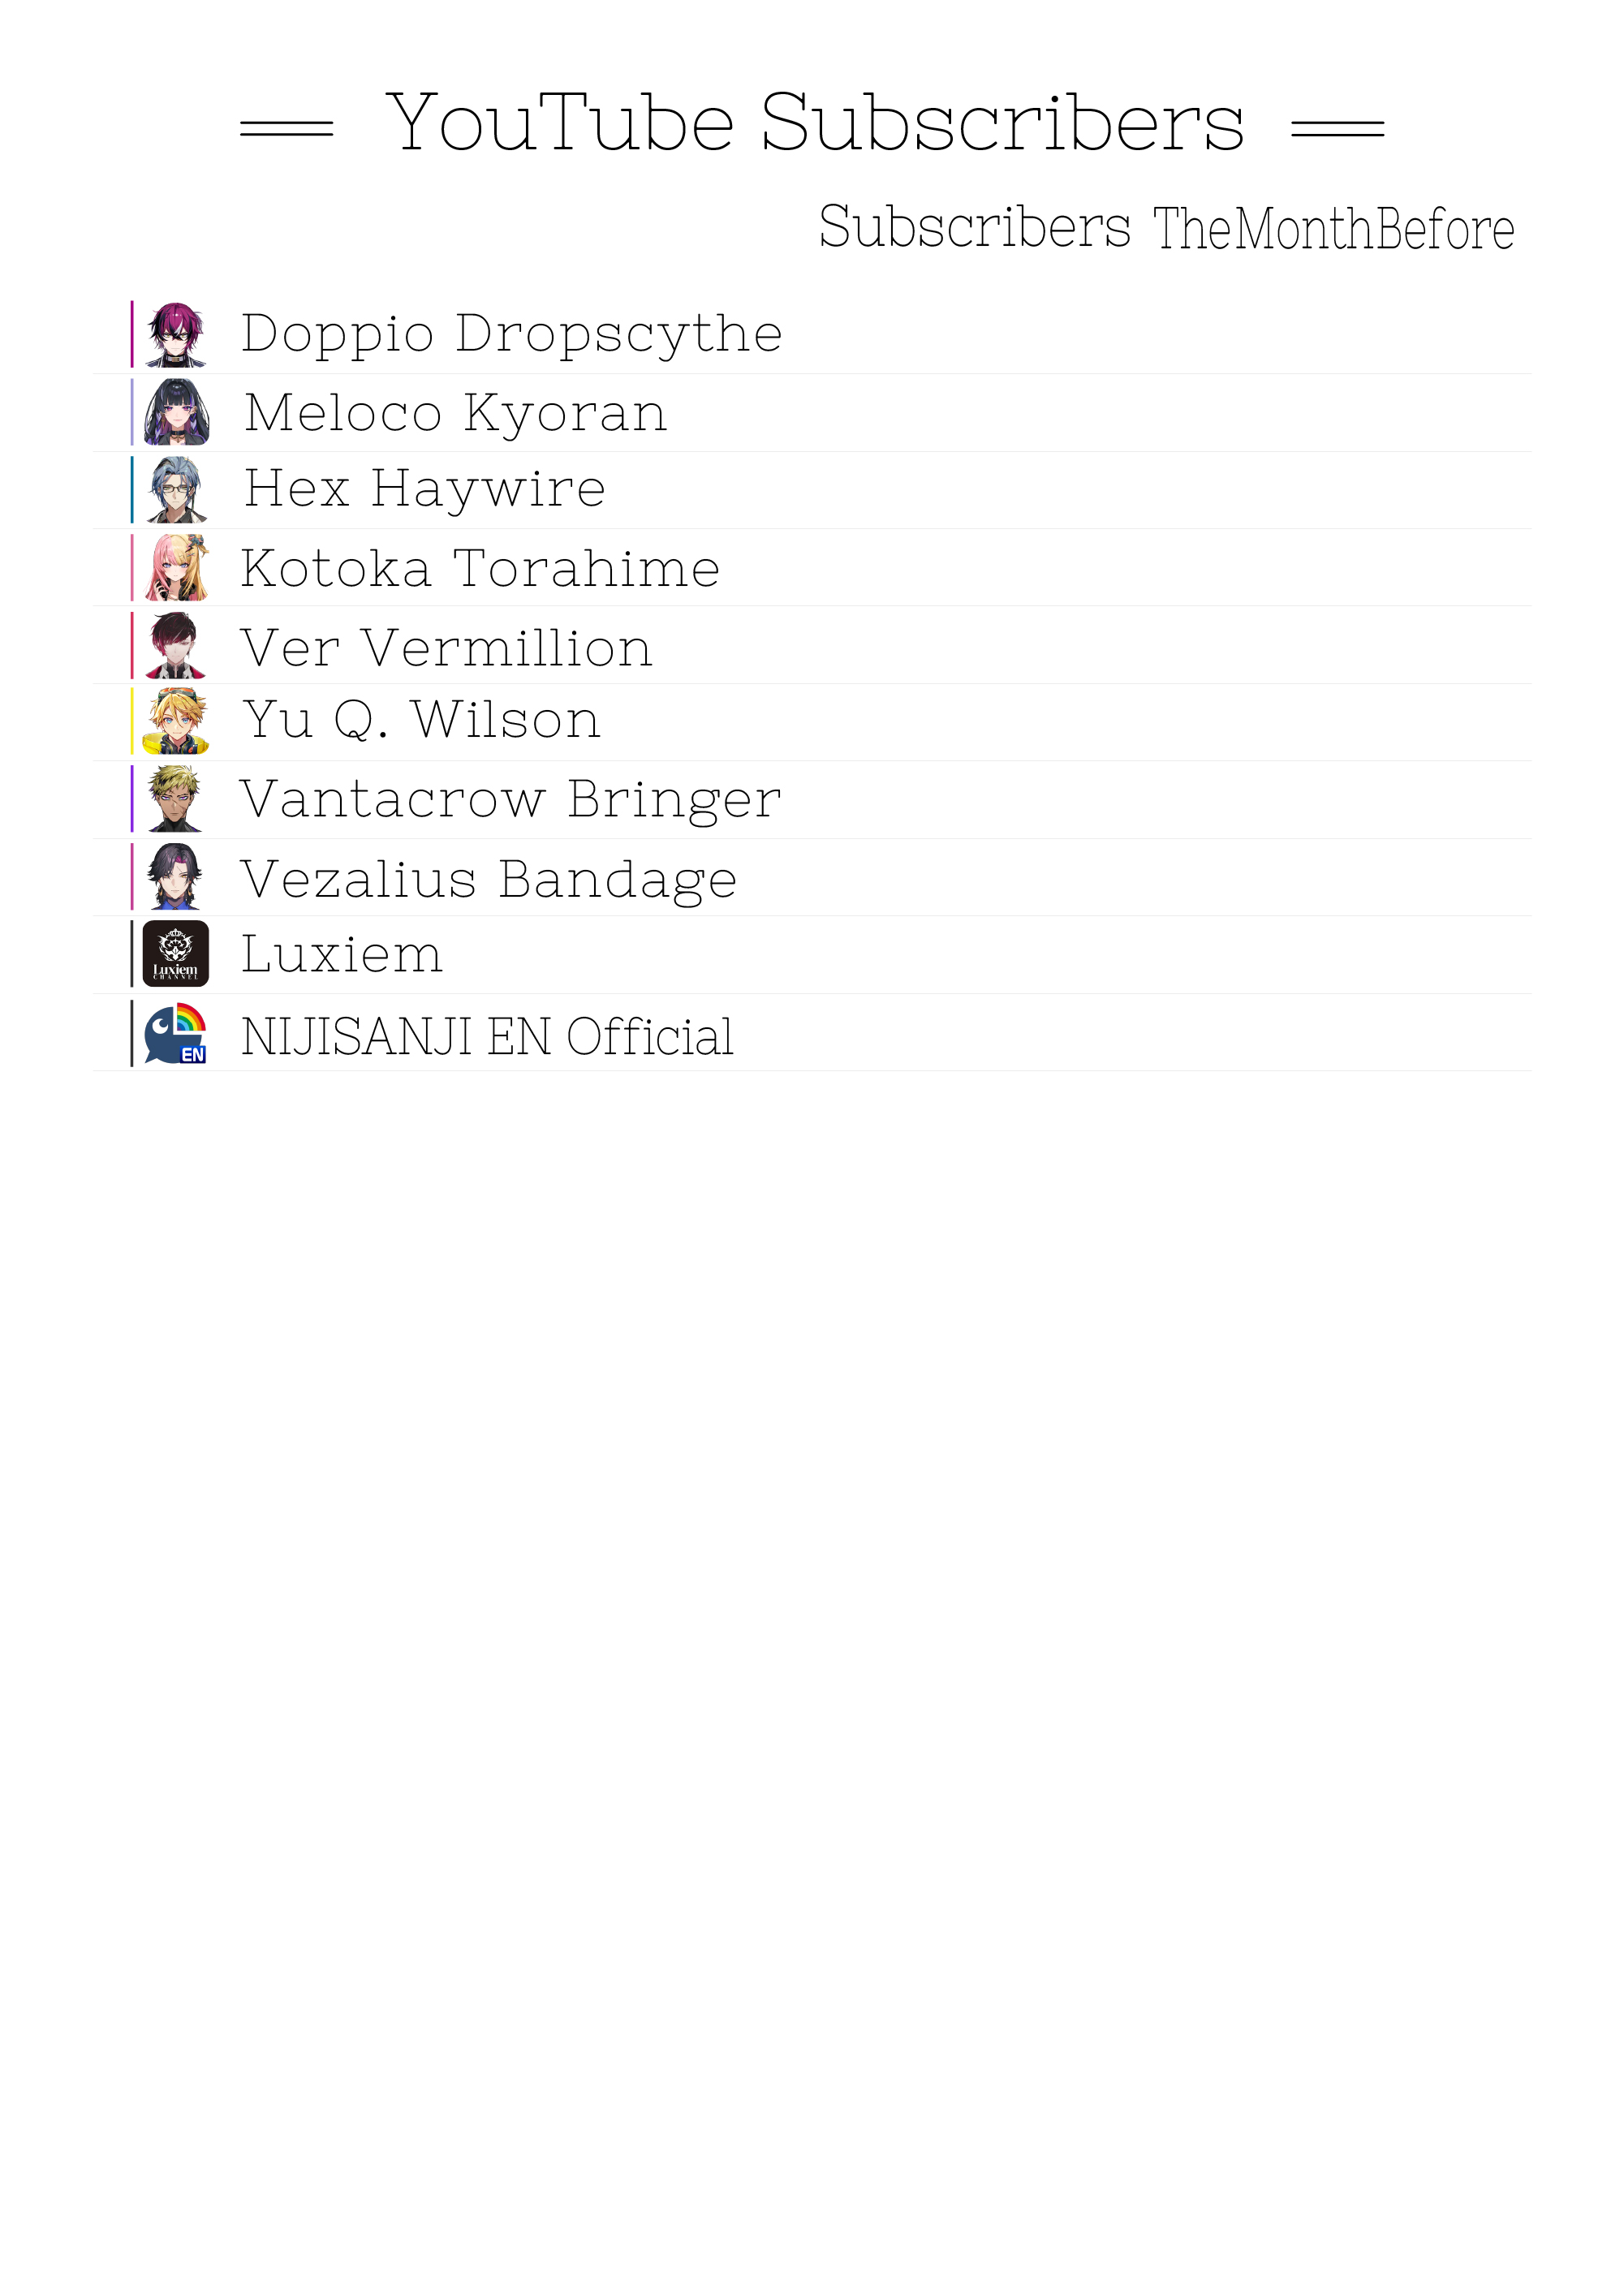 YouTube Subscribers
Subscribers TheMonthBefore
Doppio Dropscythe
Meloco Kyoran
Hex Haywire
Kotoka Torahime
Ver Vermillion
Yu Q. Wilson
Vantacrow Bringer
Vezalius Bandage
Luxiem
Luxiem
CHANNEL
NIJISANJI EN Official
EN